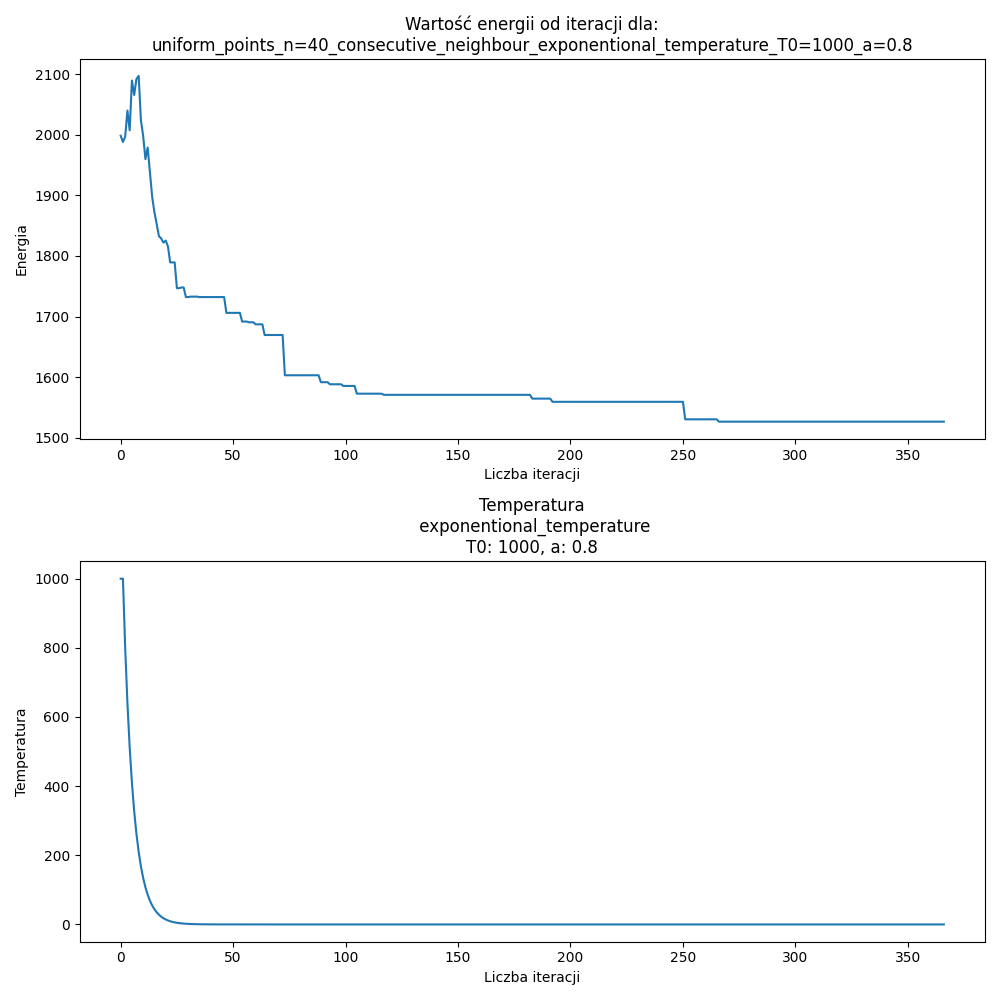 Wartość energii od iteracji dla:
uniform_points_n=40_consecutive_neighbour_exponentional_temperature_T0=1000_a=0.8
2100
2000
1900
1800
1700
1600
1500
Energia
0 50 100 150 200 250 300 350
Liczba iteracji
Temperatura
exponentional_temperature
T0: 1000, a: 0.8
1000
800
600
400
200
0
Temperatura
0 50 100 150 200 250 300 350
Liczba iteracji